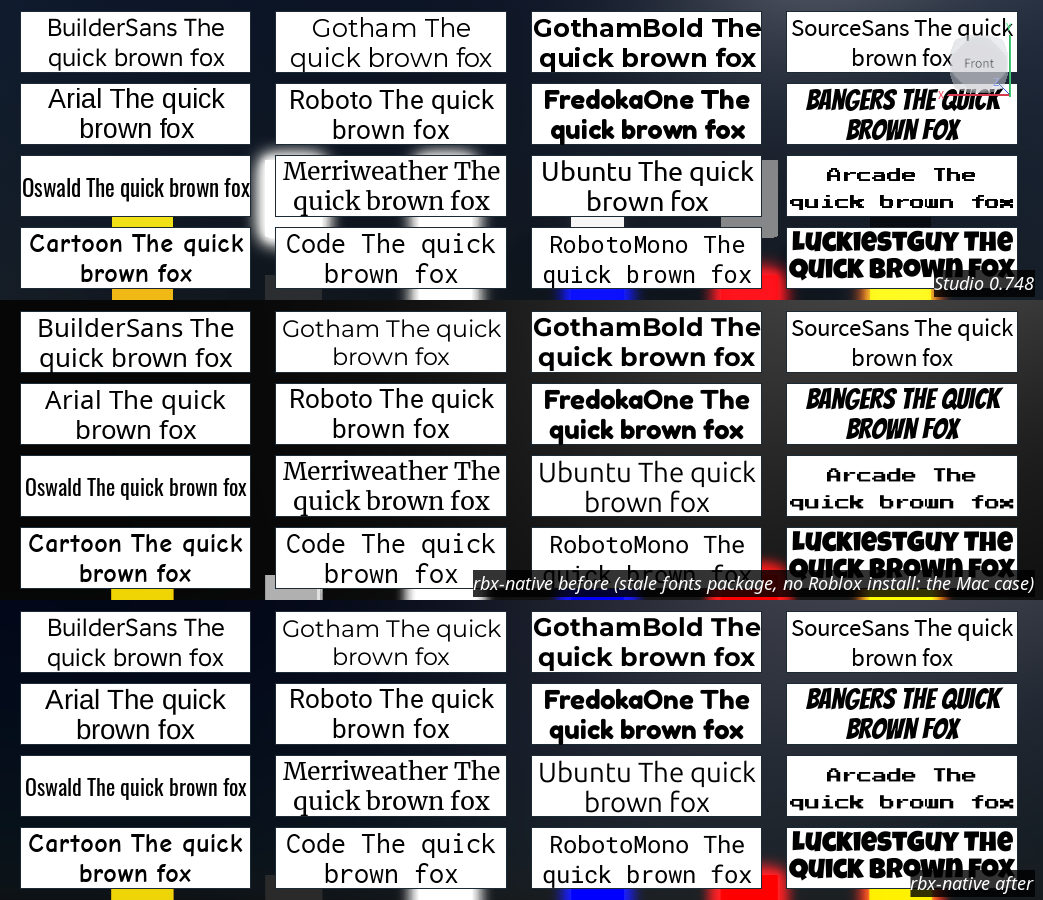 BuilderSans The
quick brown fox
Gotham The
quick brown fox
GothamBold The
quick brown fox
SourceSans The quick
brown fox
Front
X
Arial The quick
brown fox
Roboto The quick
brown fox
FredokaOne The
quick brown fox
BANGERS THE QUICK
BROWN FOX
Oswald The quick brown fox
Merriweather The
quick brown fox
Ubuntu The quick
brown fox
Arcade The
quick brown fox
Cartoon The quick
brown fox
Code The quick
brown fox
RobotoMono The
quick brown fox
LuckiestGuy The
quick brown fox
Studio 0.748
BuilderSans The
quick brown fox
Gotham The quick
brown fox
GothamBold The
quick brown fox
SourceSans The quick
brown fox
Arial The quick
brown fox
Roboto The quick
brown fox
FredokaOne The
quick brown fox
BANGERS THE QUICK
BROWN FOX
Oswald The quick brown fox
Merriweather The
quick brown fox
Ubuntu The quick
brown fox
Arcade The
quick brown fox
Cartoon The quick
brown fox
Code The quick
brown fox
RobotoMono The
quick brown fox
LuckiestGuy The
quick brown fox
rbx-native before (stale fonts package, no Roblox install: the Mac case)
BuilderSans The
quick brown fox
Gotham The quick
brown fox
GothamBold The
quick brown fox
SourceSans The quick
brown fox
Arial The quick
brown fox
Roboto The quick
brown fox
FredokaOne The
quick brown fox
BANGERS THE QUICK
BROWN FOX
Oswald The quick brown fox
Merriweather The
quick brown fox
Ubuntu The quick
brown fox
Arcade The
quick brown fox
Cartoon The quick
brown fox
Code The quick
brown fox
RobotoMono The
quick brown fox
LuckiestGuy The
quick brown fox
rbx-native after